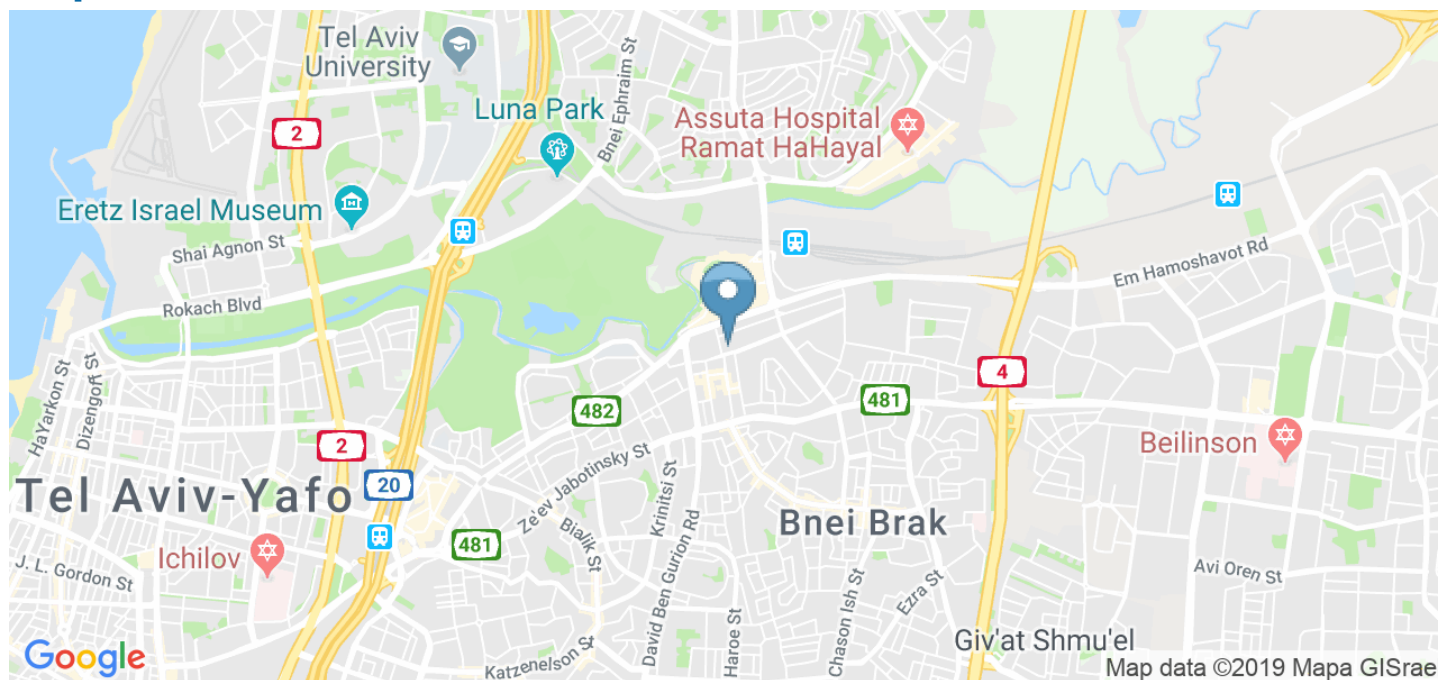 Tel Aviv
University
Luna Park
Bnei Ephraim St
Assuta Hospital
Ramat HaHayal
2
Eretz Israel Museum
Shai Agnon St
Rokach Blvd
Em Hamoshavot Rd
HaYarkon St
Dizengoff St
482
481
4
2
Beilinson
Tel Aviv-Yafo
20
Ze'ev Jabotinsky St
Krinitsi St
Bnei Brak
Ichilov
481
Bialik St
David Ben Gurion Rd
J. L. Gordon St
Avi Oren St
Ezra St
Chason Ish St
Haroe St
Katzenelson St
Giv'at Shmu'el
Google
Map data ©2019 Mapa GISrae